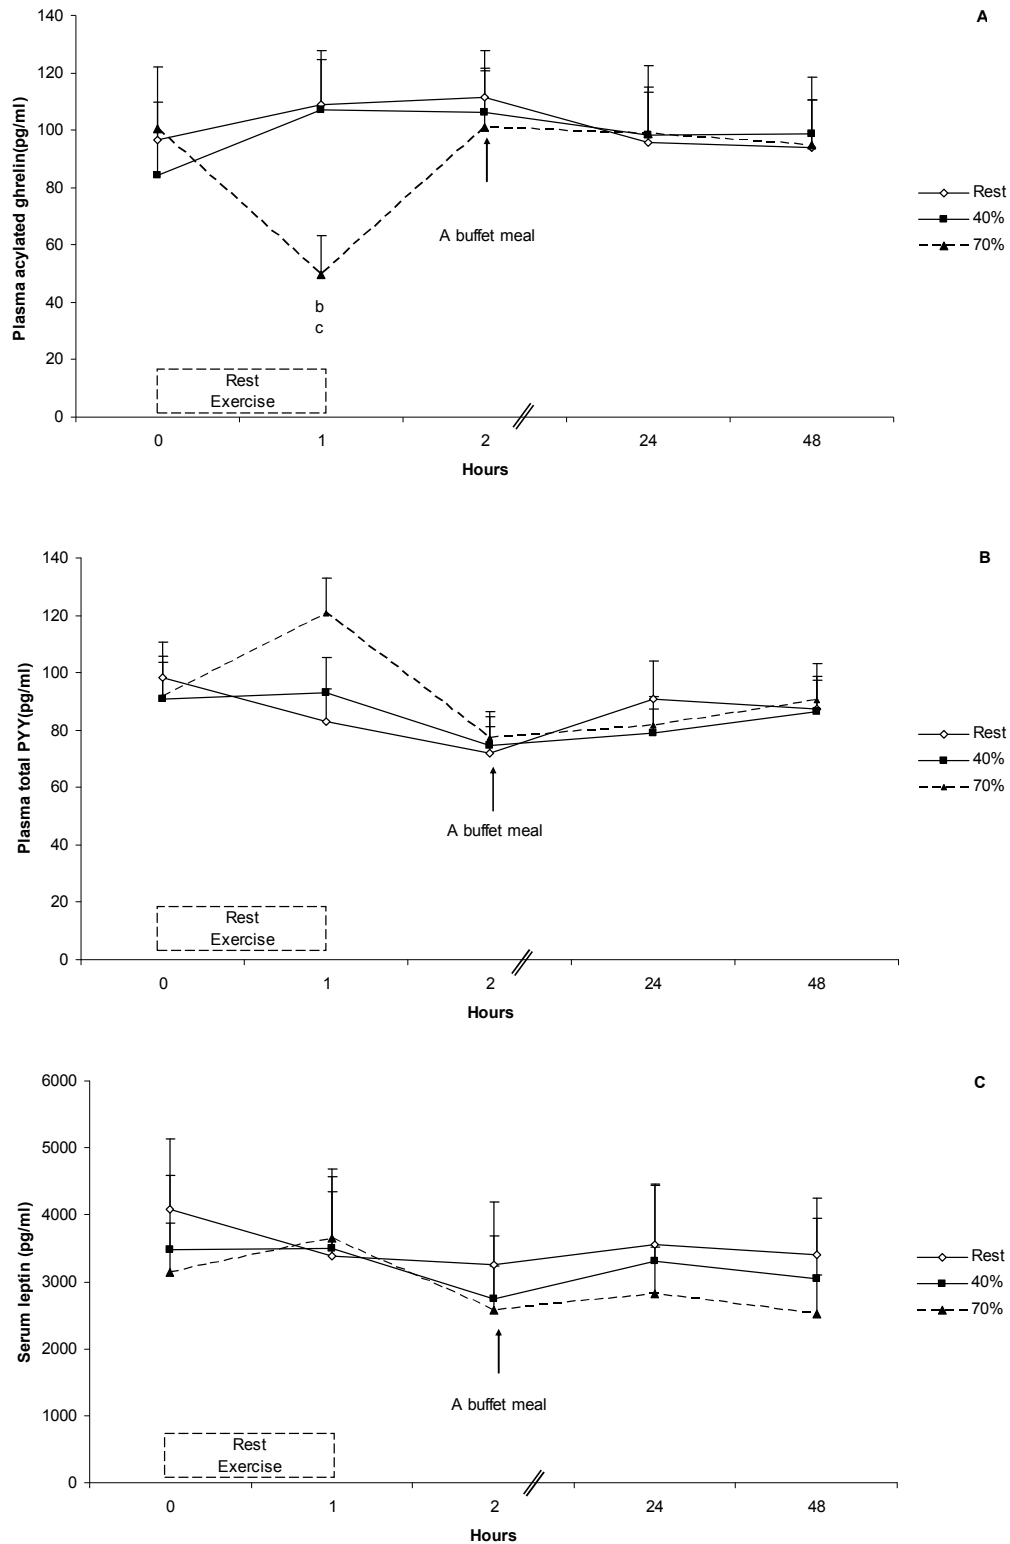 A
140
120
100
80
60
40
20
0
Plasma acylated ghrelin(pg/ml)
A buffet meal
b
c
Rest
Exercise
0 1 2 24 48
Hours
Rest
40%
70%
B
140
120
100
80
60
40
20
0
Plasma total PYY(pg/ml)
A buffet meal
Rest
Exercise
0 1 2 24 48
Hours
Rest
40%
70%
C
6000
5000
4000
3000
2000
1000
0
Serum leptin (pg/ml)
A buffet meal
Rest
Exercise
0 1 2 24 48
Hours
Rest
40%
70%